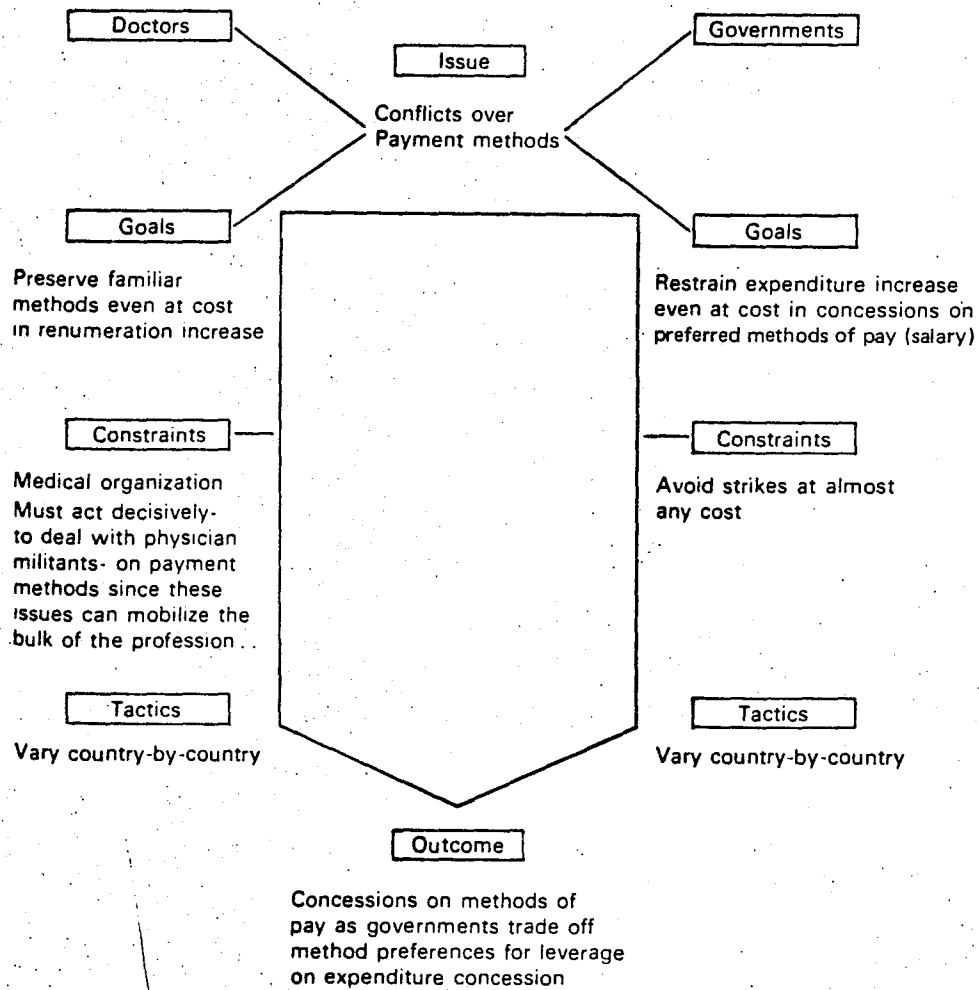 Doctors
Governments
Issue
Conflicts over
Payment methods
Goals
Preserve familiar
methods even at cost
in renumeration increase
Goals
Restrain expenditure increase
even at cost in concessions on
preferred methods of pay (salary)
Constraints
Medical organization
Must act decisively-
to deal with physician
militants- on payment
methods since these
issues can mobilize the
bulk of the profession..
Constraints
Avoid strikes at almost
any cost
Tactics
Vary country-by-country
Tactics
Vary country-by-country
Outcome
Concessions on methods of
pay as governments trade off
method preferences for leverage
on expenditure concession